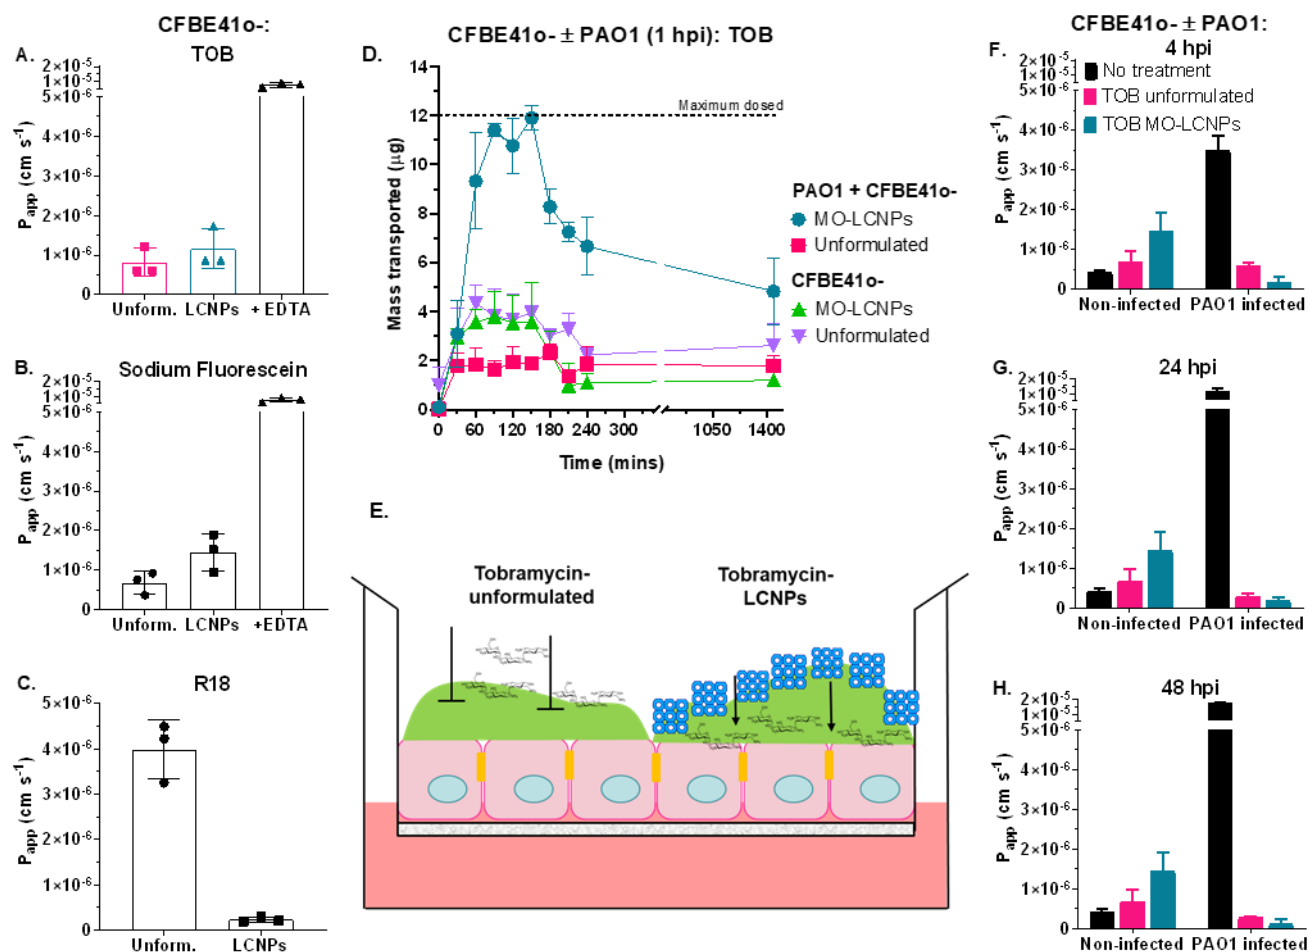 CFBE41o-:
A.
TOB
2×10⁻⁵
1×10⁻⁵
5×10⁻⁶
4×10⁻⁶
3×10⁻⁶
2×10⁻⁶
1×10⁻⁶
0
Papp (cm s⁻¹)
Unform. LCNPs +EDTA
B.
Sodium Fluorescein
2×10⁻⁵
1×10⁻⁵
5×10⁻⁶
4×10⁻⁶
3×10⁻⁶
2×10⁻⁶
1×10⁻⁶
0
Papp (cm s⁻¹)
Unform. LCNPs +EDTA
C.
R18
5×10⁻⁶
4×10⁻⁶
3×10⁻⁶
2×10⁻⁶
1×10⁻⁶
0
Papp (cm s⁻¹)
Unform. LCNPs
CFBE41o- ± PAO1 (1 hpi): TOB
D.
14
12
10
8
6
4
2
0
Mass transported (µg)
Maximum dosed
PAO1 + CFBE41o-
MO-LCNPs
Unformulated
CFBE41o-
MO-LCNPs
Unformulated
0 60 120 180 240 300 1050 1400
Time (mins)
E.
Tobramycin-
unformulated
Tobramycin-
LCNPs
CFBE41o- ± PAO1:
F.
4 hpi
2×10⁻⁵
1×10⁻⁵
5×10⁻⁶
4×10⁻⁶
3×10⁻⁶
2×10⁻⁶
1×10⁻⁶
0
Papp (cm s⁻¹)
No treatment
TOB unformulated
TOB MO-LCNPs
Non-infected PAO1 infected
G.
24 hpi
2×10⁻⁵
1×10⁻⁵
5×10⁻⁶
4×10⁻⁶
3×10⁻⁶
2×10⁻⁶
1×10⁻⁶
0
Papp (cm s⁻¹)
Non-infected PAO1 infected
H.
48 hpi
2×10⁻⁵
1×10⁻⁵
5×10⁻⁶
4×10⁻⁶
3×10⁻⁶
2×10⁻⁶
1×10⁻⁶
0
Papp (cm s⁻¹)
Non-infected PAO1 infected